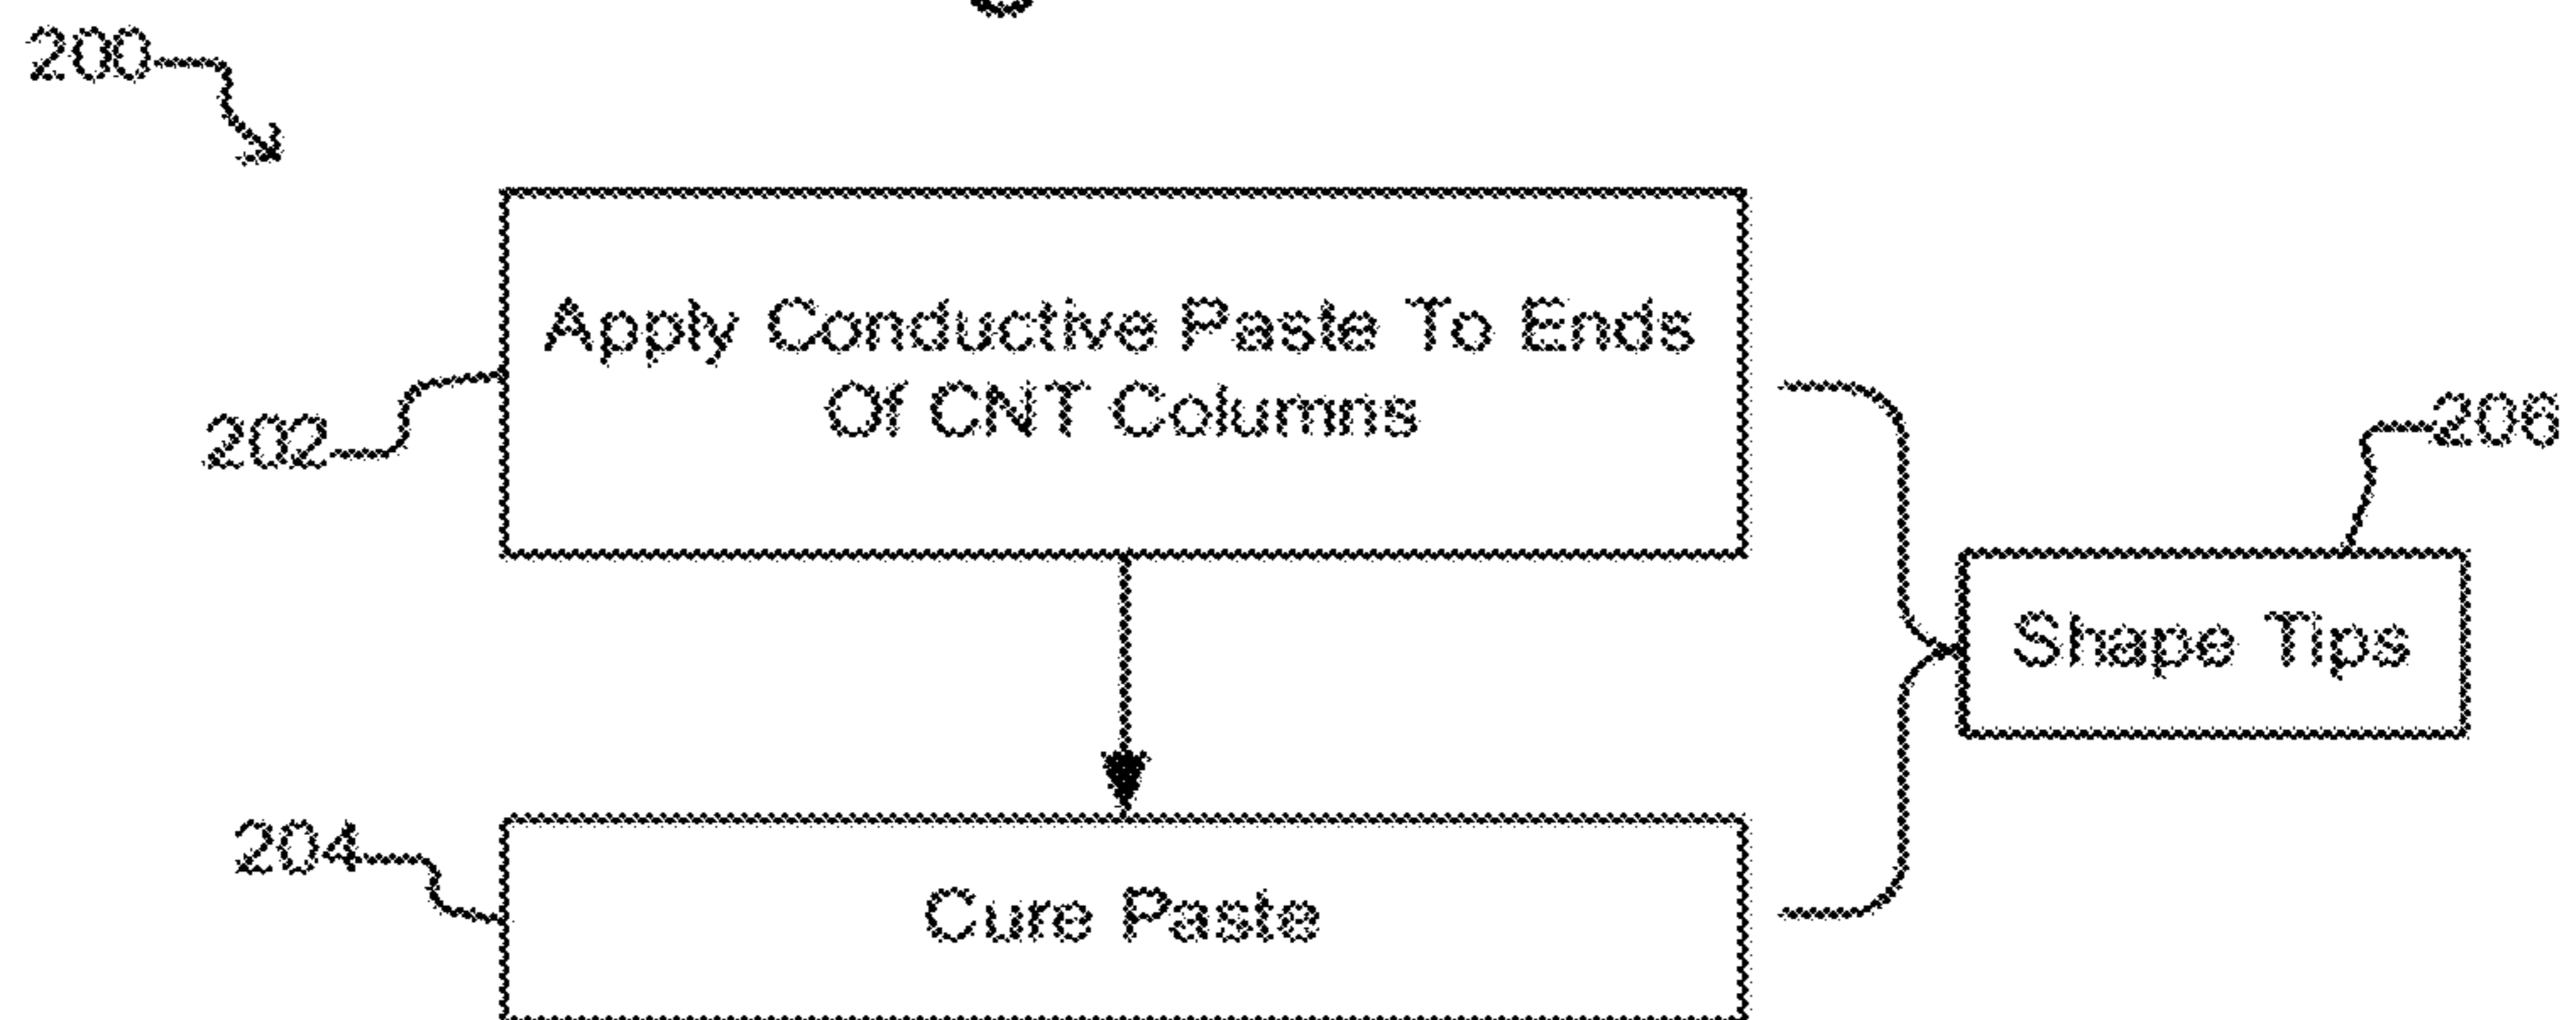 200
Apply Conductive Paste To Ends
Of CNT Columns
202
206
Shape Tips
204
Cure Paste